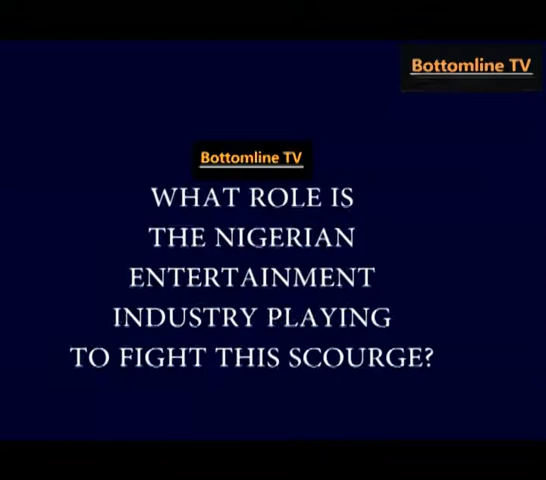 Bottomline TV
Bottomline TV
WHAT ROLE IS
THE NIGERIAN
ENTERTAINMENT
INDUSTRY PLAYING
TO FIGHT THIS SCOURGE?